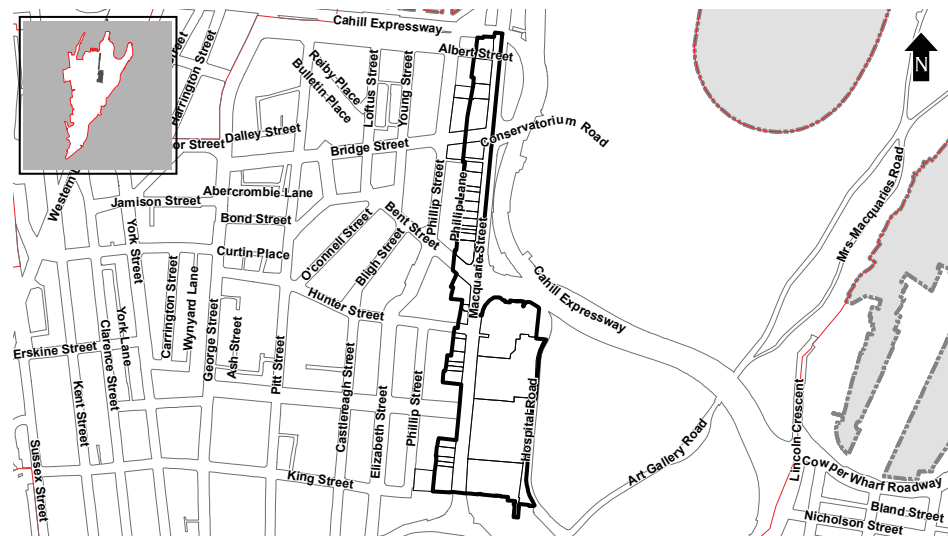 Cahill Expressway
Albert Street
Street
Harrington Street
Reiby Place
Bulletin Place
Loftus Street
Young Street
N
Conservatorium Road
Dalley Street
or Street
Bridge Street
Phillip Street
Phillip Lane
Mrs Macquaries Road
Western
Abercrombie Lane
Jamison Street
Bond Street
Bent Street
York Street
O'connell Street
Bligh Street
Curtin Place
Macquarie Street
Cahill Expressway
Hunter Street
Carrington Street
Wynyard Lane
George Street
York Lane
Clarence Street
Ash Street
Pitt Street
Erskine Street
Kent Street
Castlereagh Street
Elizabeth Street
Phillip Street
Hospital Road
Lincoln Crescent
Art Gallery Road
Sussex Street
King Street
Cowper Wharf Roadway
Bland Street
Nicholson Street